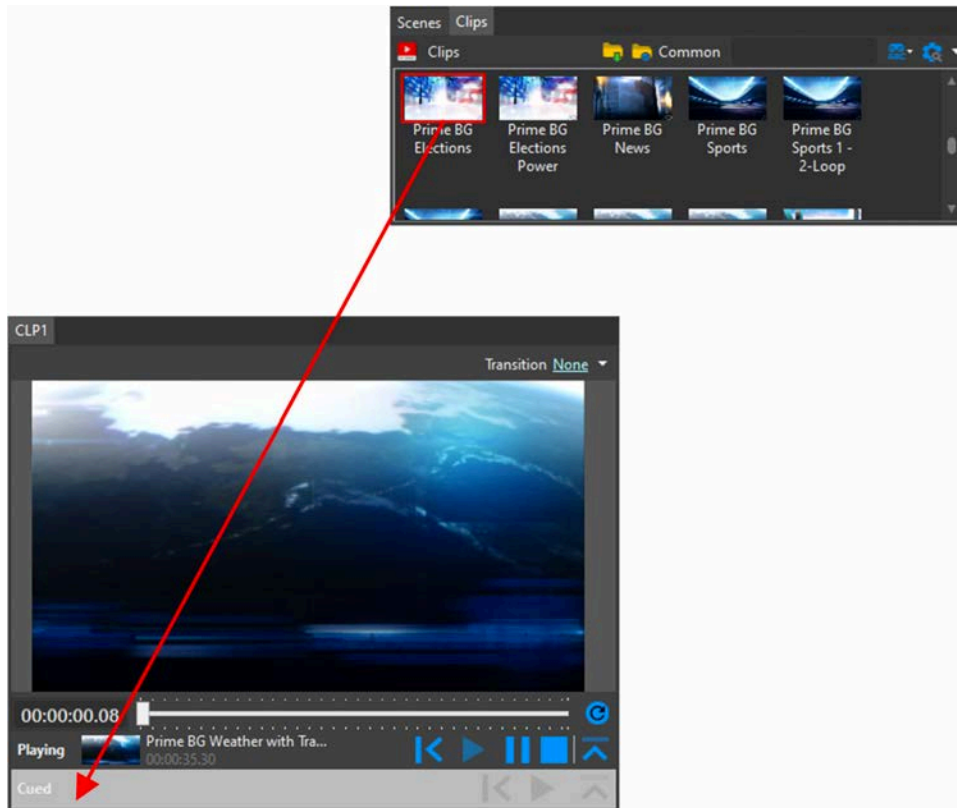 Scenes Clips
Clips Common
Prime BG
Elections
Prime BG
Elections
Power
Prime BG
News
Prime BG
Sports
Prime BG
Sports 1 -
2-Loop
CLP1
Transition None
00:00:00.08
Playing Prime BG Weather with Tra...
00:00:35.30
Cued